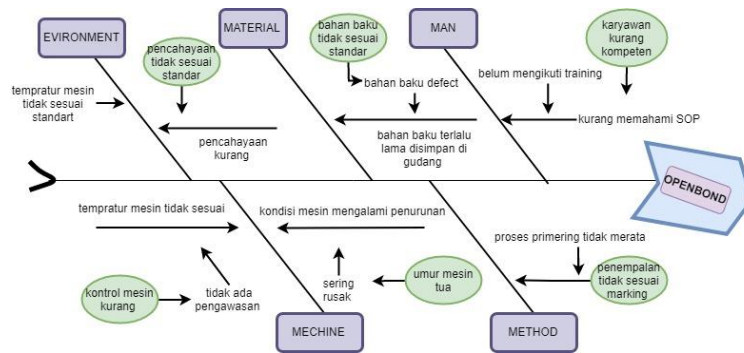 EVIRONMENT
MATERIAL
MAN
pencahayaan
tidak sesuai
standar
bahan baku
tidak sesuai
standar
karyawan
kurang
kompeten
tempratur mesin
tidak sesuai
standart
bahan baku defect
belum mengikuti training
pencahayaan
kurang
bahan baku terlalu
lama disimpan di
gudang
kurang memahami SOP
OPENBOND
tempratur mesin tidak sesuai
kondisi mesin mengalami penurunan
proses primering tidak merata
kontrol mesin
kurang
tidak ada
pengawasan
sering
rusak
umur mesin
tua
penempalan
tidak sesuai
marking
MECHINE
METHOD